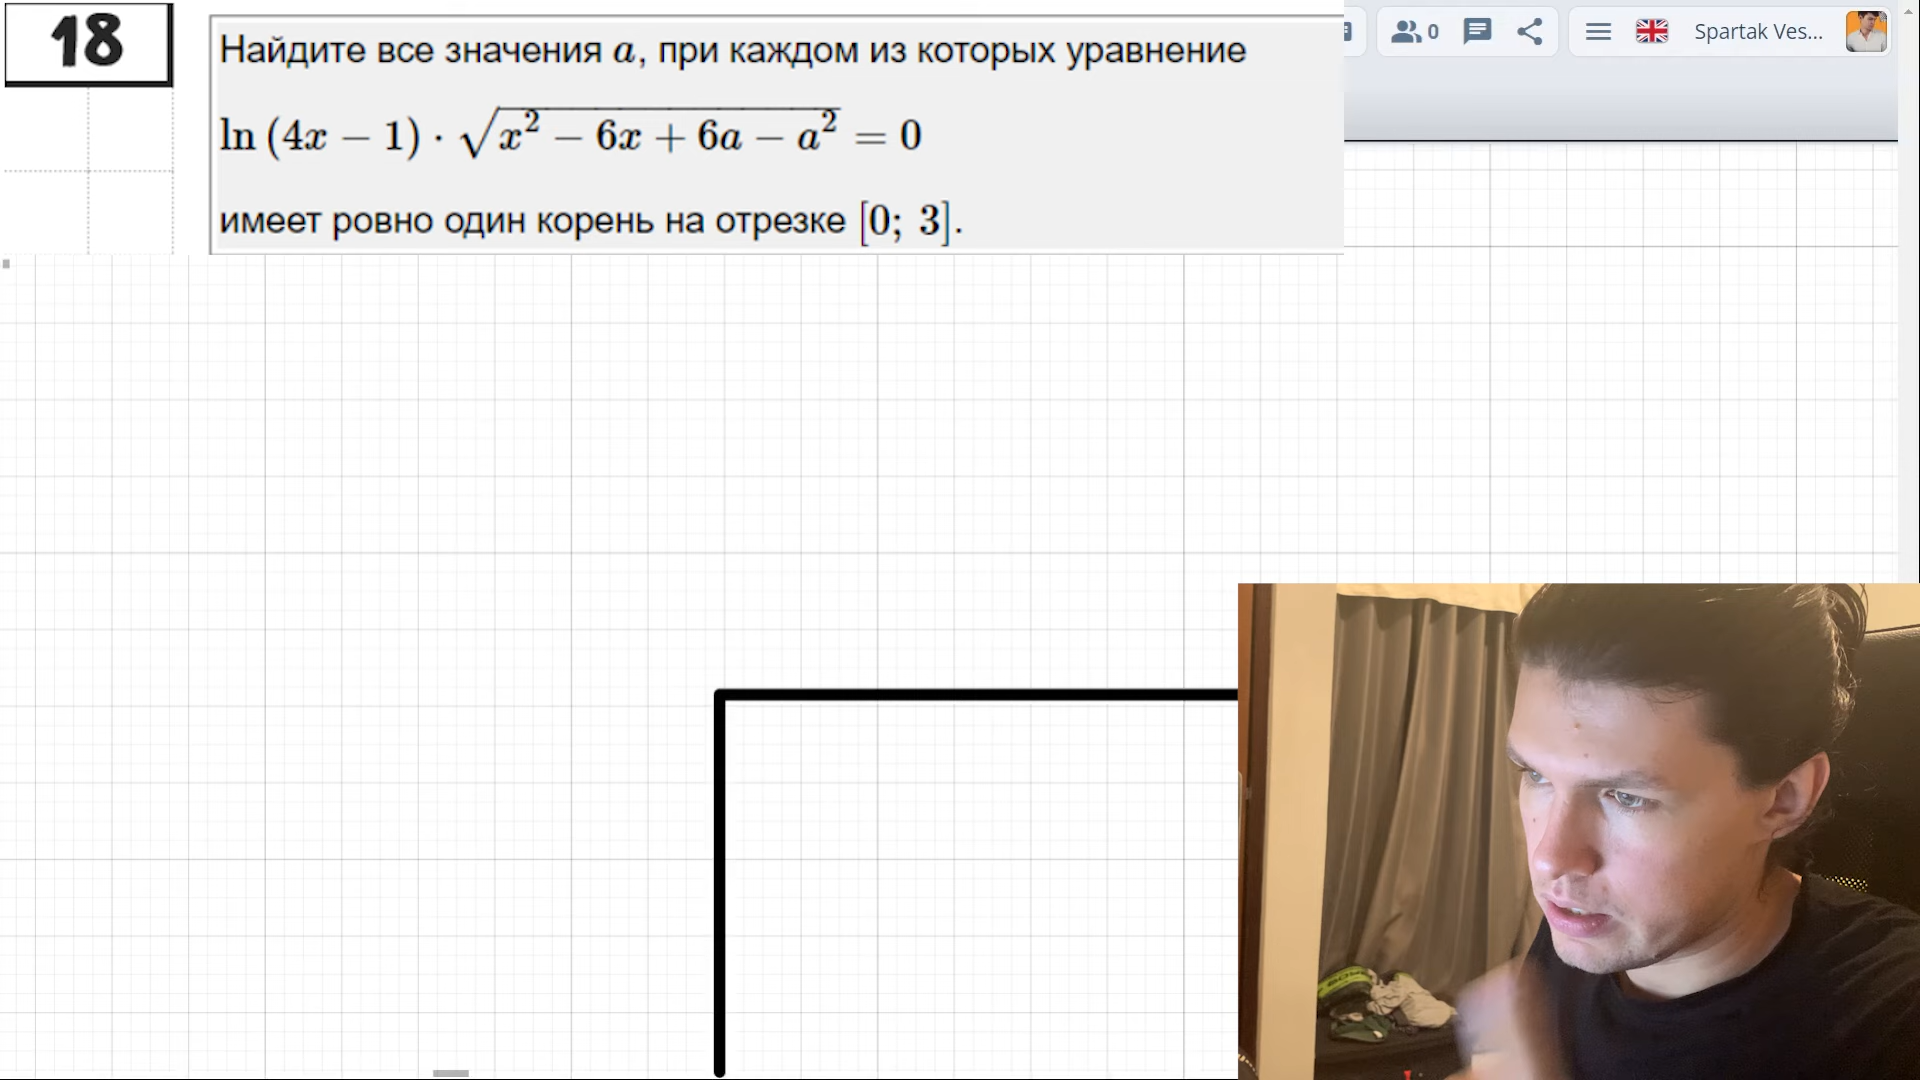 18
Найдите все значения a, при каждом из которых уравнение
ln (4x − 1) · √(x² − 6x + 6a − a²) = 0
имеет ровно один корень на отрезке [0; 3].
0
Spartak Ves...